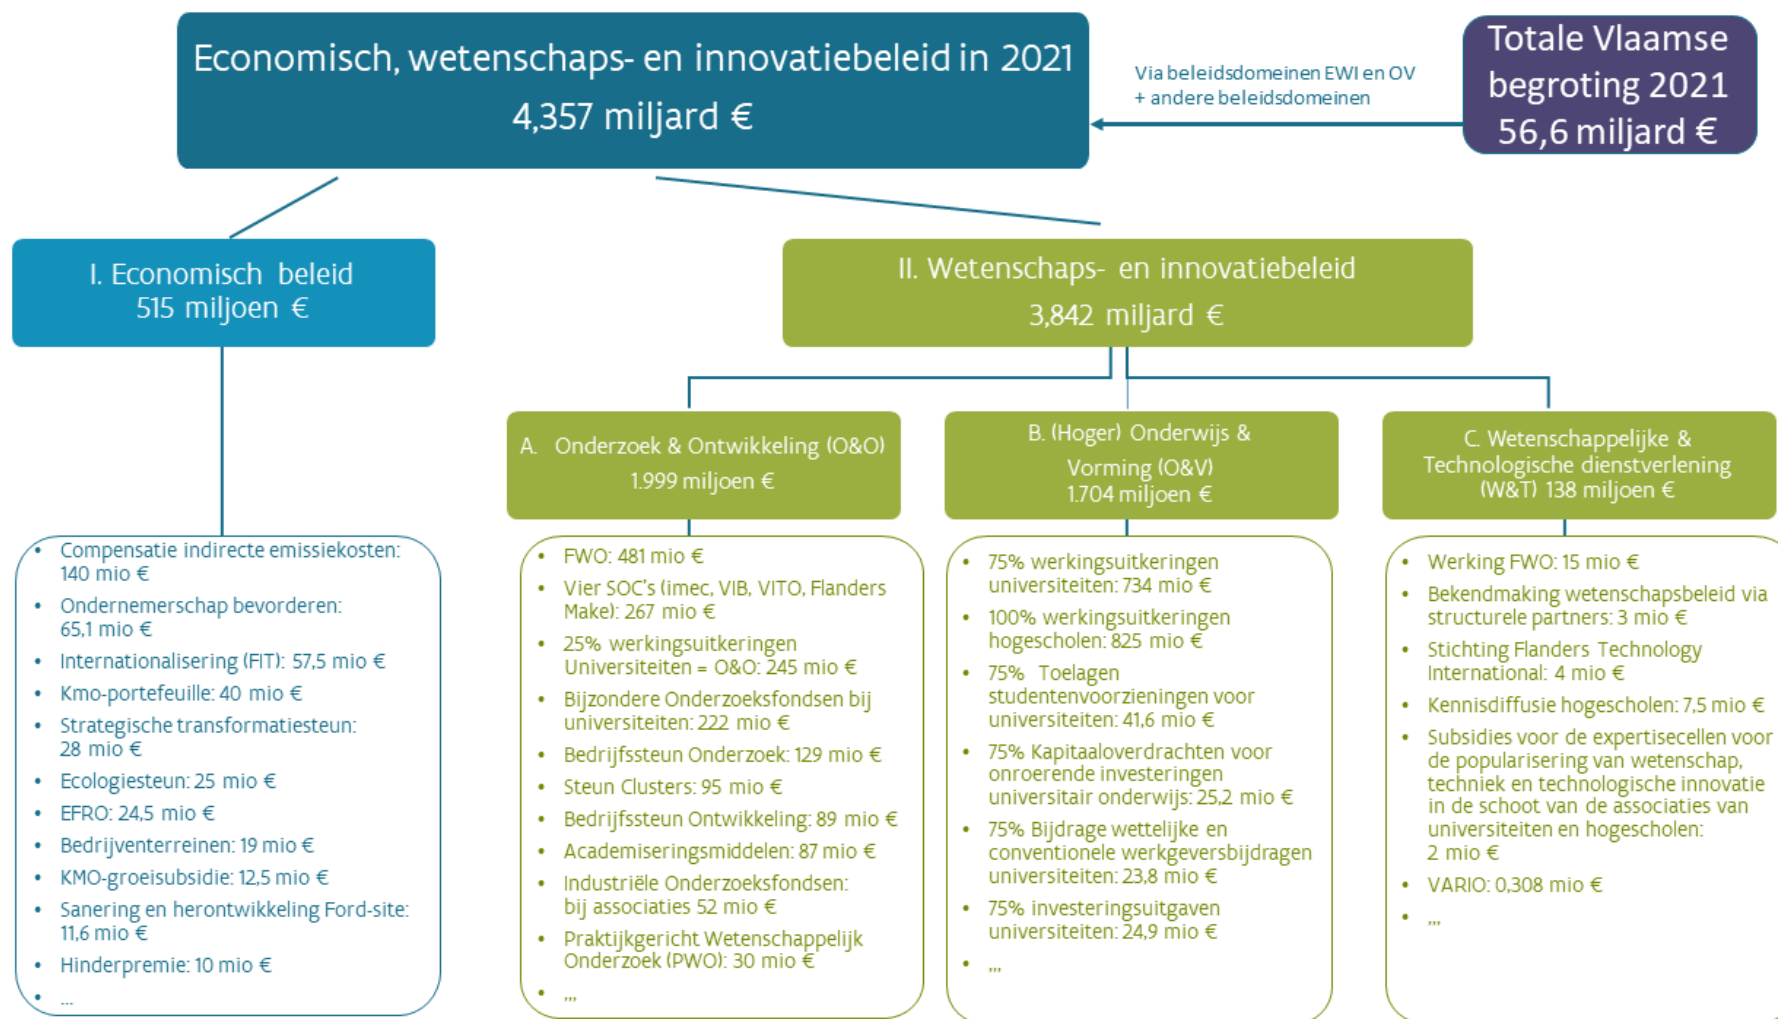 Economisch, wetenschaps- en innovatiebeleid in 2021
4,357 miljard €
Via beleidsdomeinen EWI en OV
+ andere beleidsdomeinen
Totale Vlaamse
begroting 2021
56,6 miljard €
I. Economisch beleid
515 miljoen €
II. Wetenschaps- en innovatiebeleid
3,842 miljard €
A. Onderzoek & Ontwikkeling (O&O)
1.999 miljoen €
B. (Hoger) Onderwijs &
Vorming (O&V)
1.704 miljoen €
C. Wetenschappelijke &
Technologische dienstverlening
(W&T) 138 miljoen €
• Compensatie indirecte emissiekosten:
140 mio €
• Ondernemerschap bevorderen:
65,1 mio €
• Internationalisering (FIT): 57,5 mio €
• Kmo-portefeuille: 40 mio €
• Strategische transformatiesteun:
28 mio €
• Ecologiesteun: 25 mio €
• EFRO: 24,5 mio €
• Bedrijventerreinen: 19 mio €
• KMO-groeisubsidie: 12,5 mio €
• Sanering en herontwikkeling Ford-site:
11,6 mio €
• Hinderpremie: 10 mio €
• ...
• FWO: 481 mio €
• Vier SOC's (imec, VIB, VITO, Flanders
Make): 267 mio €
• 25% werkingsuitkeringen
Universiteiten = O&O: 245 mio €
• Bijzondere Onderzoeksfondsen bij
universiteiten: 222 mio €
• Bedrijfssteun Onderzoek: 129 mio €
• Steun Clusters: 95 mio €
• Bedrijfssteun Ontwikkeling: 89 mio €
• Academiseringsmiddelen: 87 mio €
• Industriële Onderzoeksfondsen:
bij associaties 52 mio €
• Praktijkgericht Wetenschappelijk
Onderzoek (PWO): 30 mio €
• ,,,
• 75% werkingsuitkeringen
universiteiten: 734 mio €
• 100% werkingsuitkeringen
hogescholen: 825 mio €
• 75% Toelagen
studentenvoorzieningen voor
universiteiten: 41,6 mio €
• 75% Kapitaaloverdrachten voor
onroerende investeringen
universitair onderwijs: 25,2 mio €
• 75% Bijdrage wettelijke en
conventionele werkgeversbijdragen
universiteiten: 23,8 mio €
• 75% investeringsuitgaven
universiteiten: 24,9 mio €
• ,,,
• Werking FWO: 15 mio €
• Bekendmaking wetenschapsbeleid via
structurele partners: 3 mio €
• Stichting Flanders Technology
International: 4 mio €
• Kennisdiffusie hogescholen: 7,5 mio €
• Subsidies voor de expertisecellen voor
de popularisering van wetenschap,
techniek en technologische innovatie
in de schoot van de associaties van
universiteiten en hogescholen:
2 mio €
• VARIO: 0,308 mio €
• ,,,